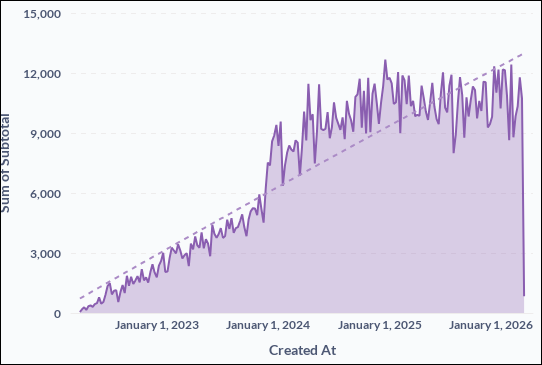 15,000
12,000
9,000
6,000
3,000
0
Sum of Subtotal
January 1, 2023
January 1, 2024
January 1, 2025
January 1, 2026
Created At